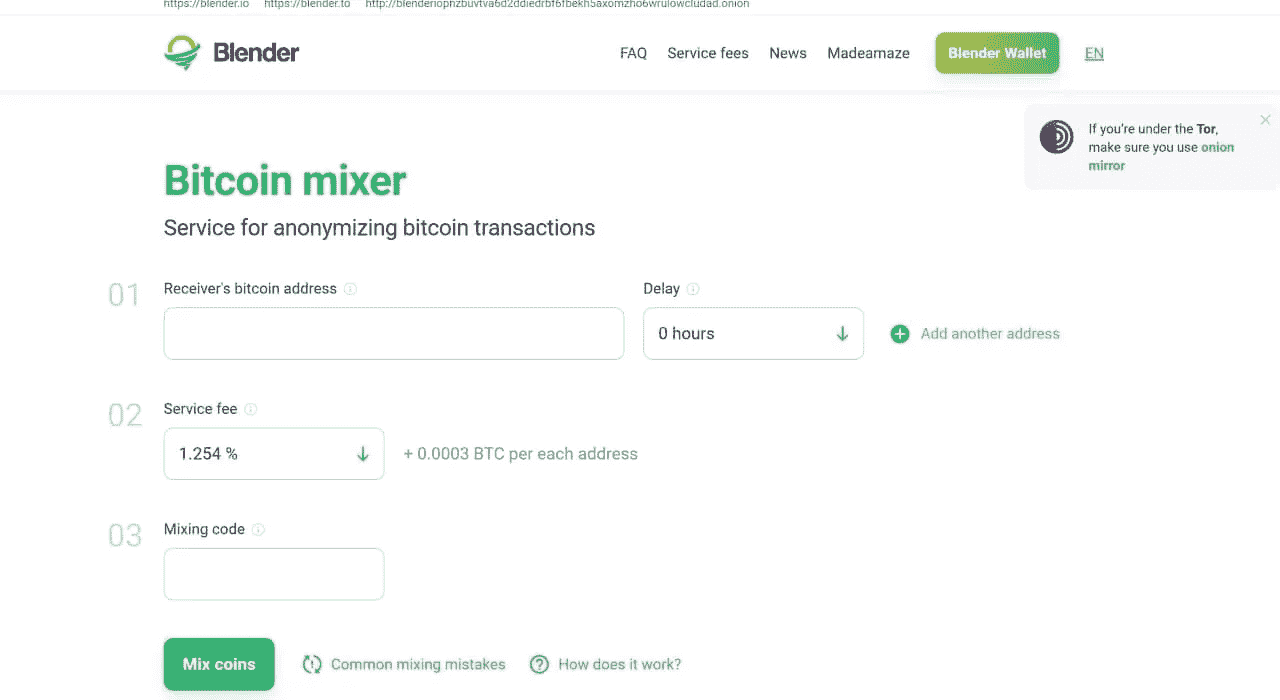 https://blender.io https://blender.to
Blender
FAQ Service fees News Madeamaze Blender Wallet EN
If you're under the Tor,
make sure you use onion
mirror
Bitcoin mixer
Service for anonymizing bitcoin transactions
01 Receiver's bitcoin address Delay
0 hours Add another address
02 Service fee
1.254 % + 0.0003 BTC per each address
03 Mixing code
Mix coins Common mixing mistakes How does it work?